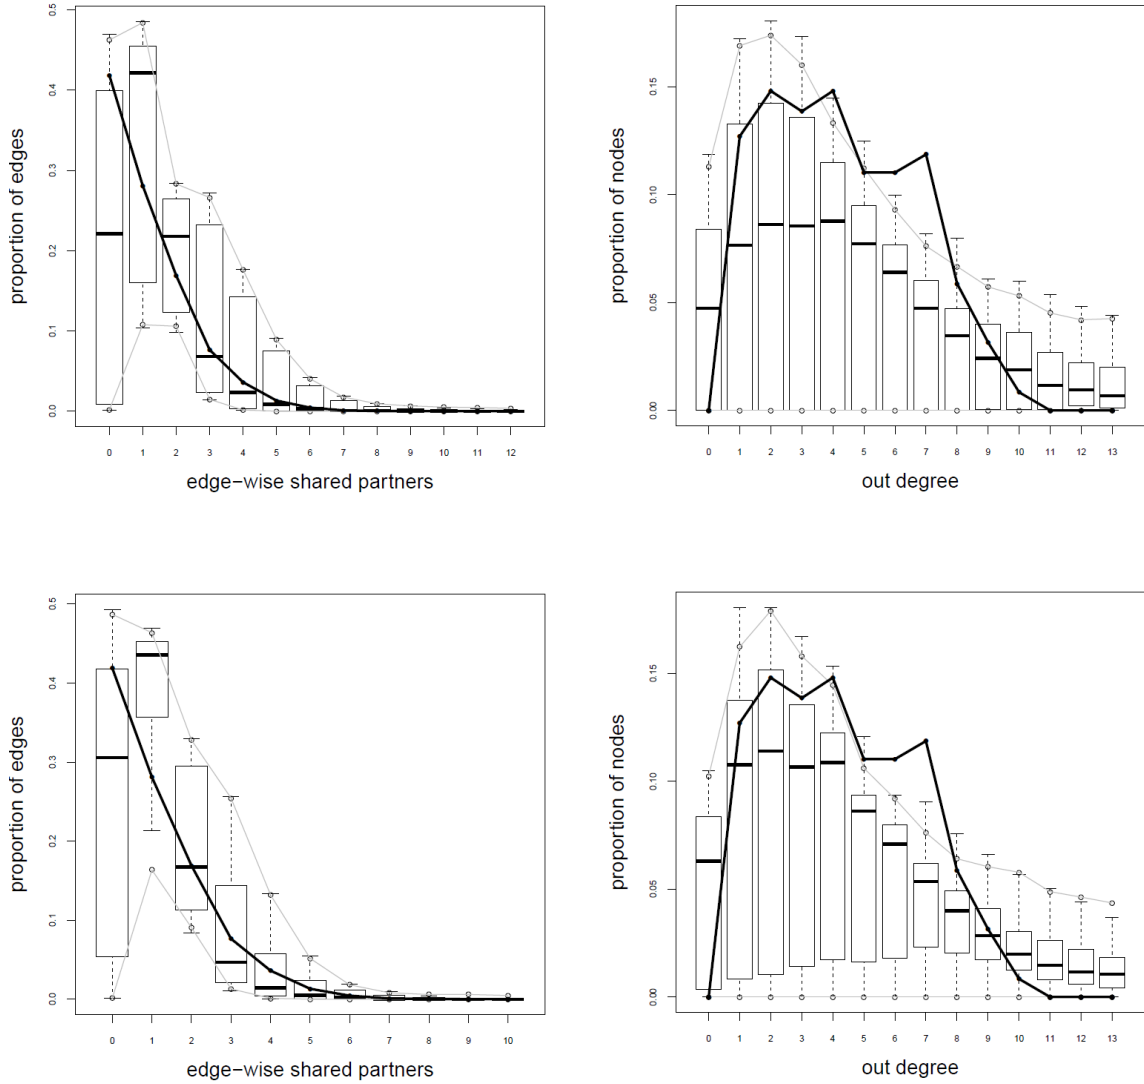 proportion of edges
0.0 0.1 0.2 0.3 0.4 0.5
0 1 2 3 4 5 6 7 8 9 10 11 12
edge-wise shared partners
proportion of nodes
0.00 0.05 0.10 0.15
0 1 2 3 4 5 6 7 8 9 10 11 12 13
out degree
proportion of edges
0.0 0.1 0.2 0.3 0.4 0.5
0 1 2 3 4 5 6 7 8 9 10
edge-wise shared partners
proportion of nodes
0.00 0.05 0.10 0.15
0 1 2 3 4 5 6 7 8 9 10 11 12 13
out degree